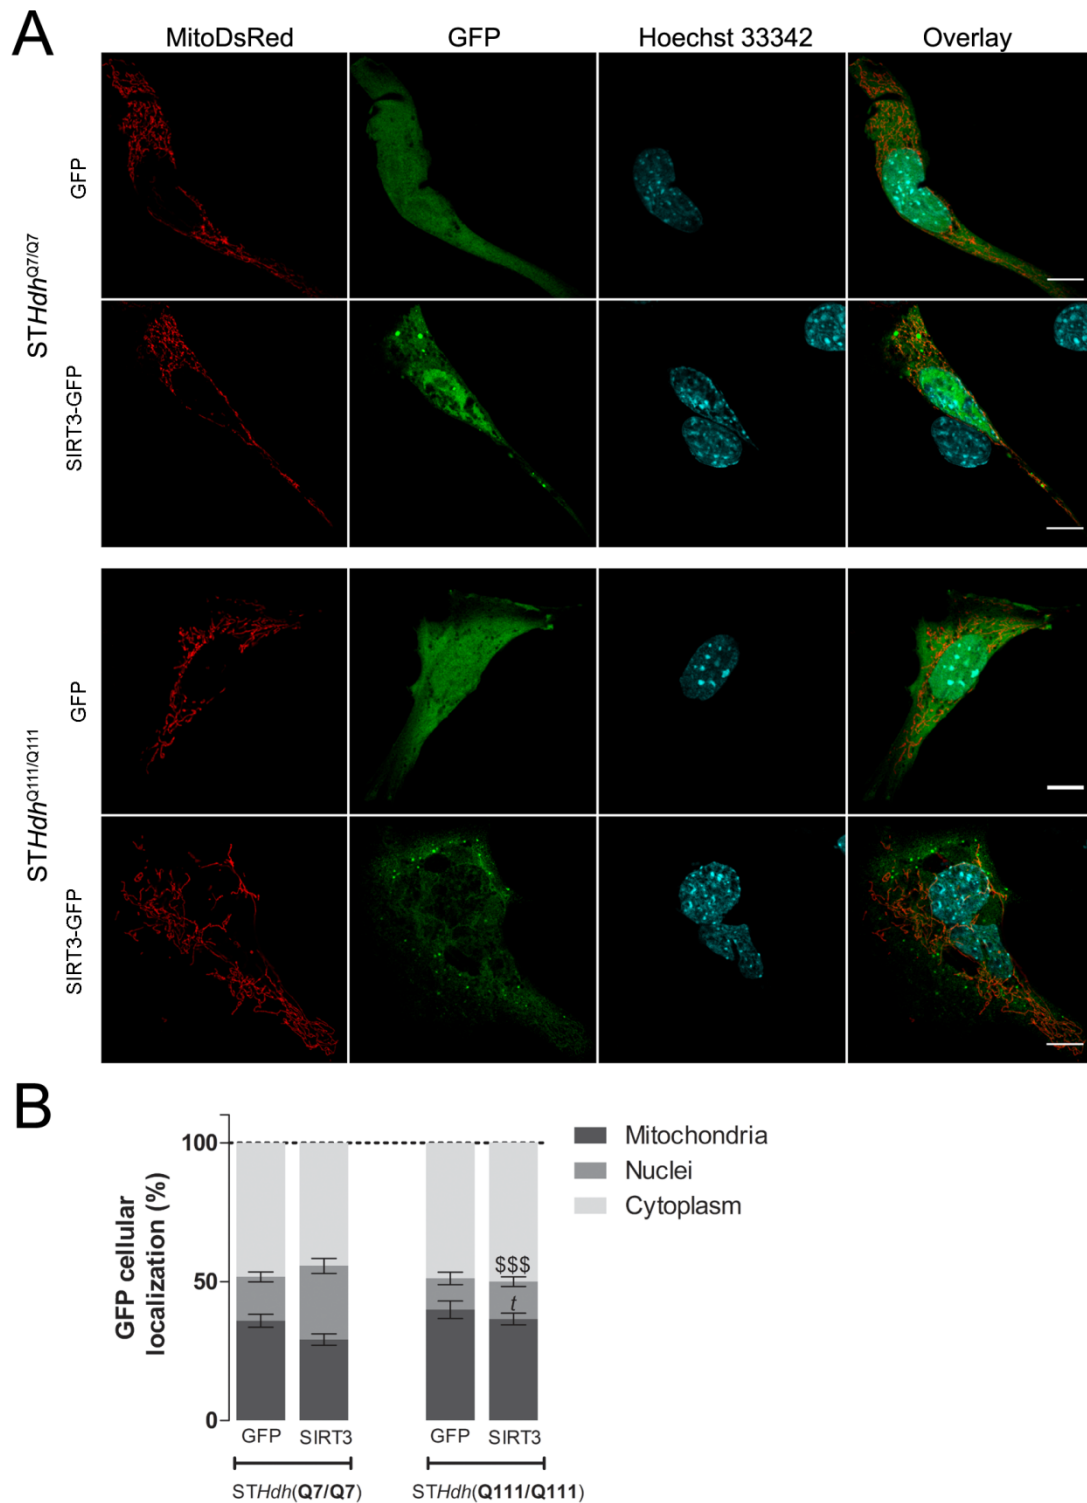 A
MitoDsRed GFP Hoechst 33342 Overlay
STHdhQ7/Q7
GFP
SIRT3-GFP
STHdhQ111/Q111
GFP
SIRT3-GFP
B
GFP cellular
localization (%)
100
50
0
$$$
t
Mitochondria
Nuclei
Cytoplasm
GFP SIRT3 GFP SIRT3
STHdh(Q7/Q7) STHdh(Q111/Q111)